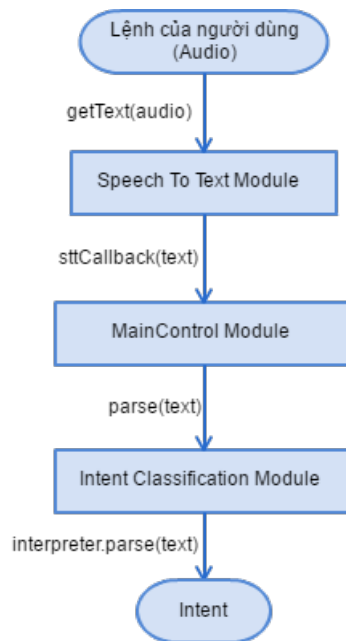 Lệnh của người dùng
(Audio)
getText(audio)
Speech To Text Module
sttCallback(text)
MainControl Module
parse(text)
Intent Classification Module
interpreter.parse(text)
Intent